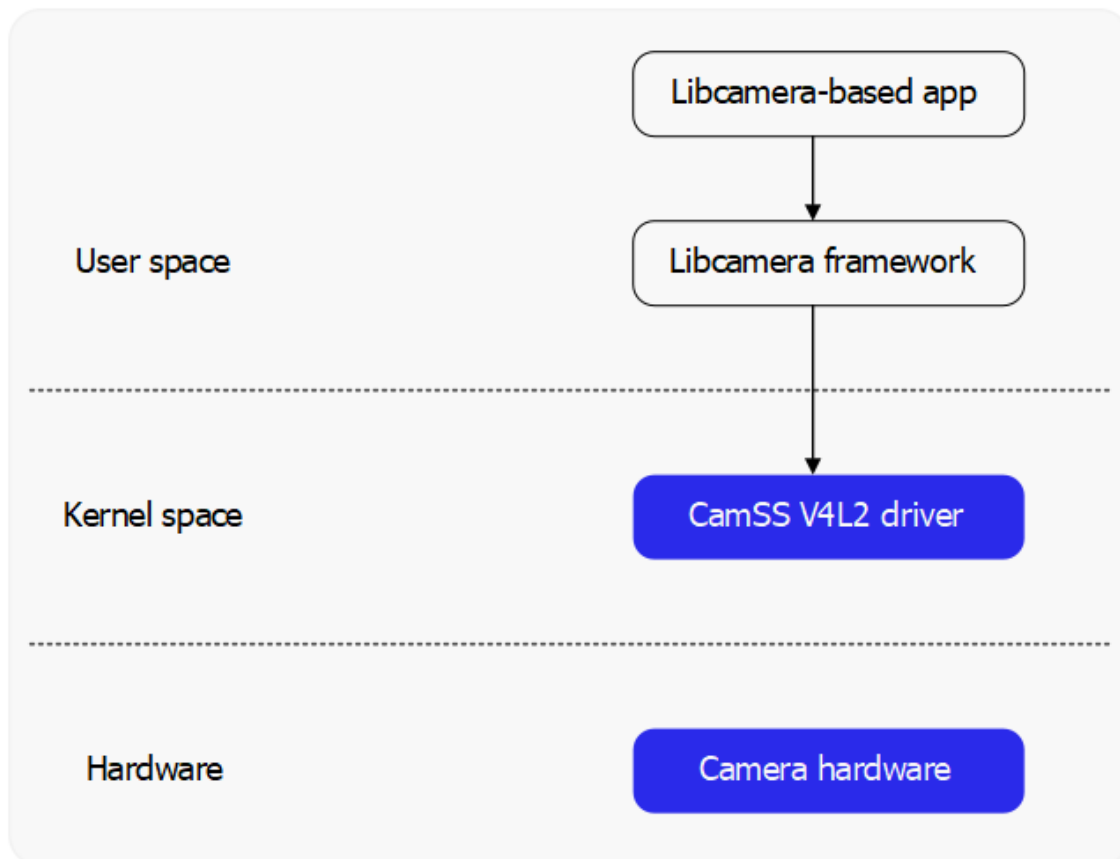 Libcamera-based app
User space
Libcamera framework
Kernel space
CamSS V4L2 driver
Hardware
Camera hardware